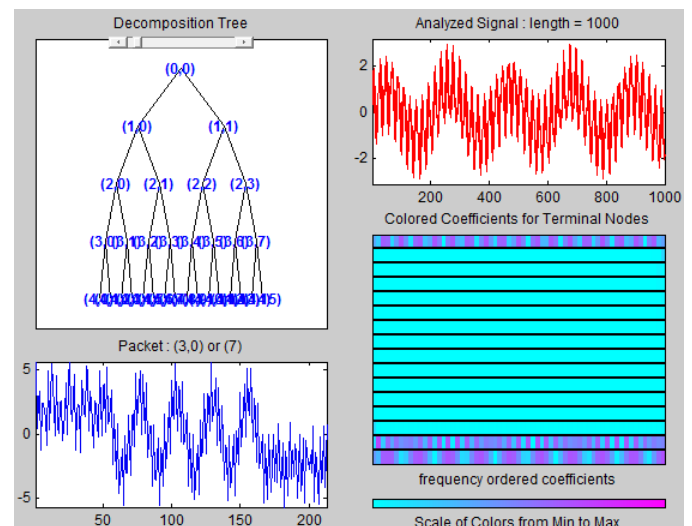 Decomposition Tree
(0,0)
(1,0) (1,1)
(2,0) (2,1) (2,2) (2,3)
Packet : (3,0) or (7)
5
0
-5
50 100 150 200
Analyzed Signal : length = 1000
2
0
-2
200 400 600 800 1000
Colored Coefficients for Terminal Nodes
frequency ordered coefficients
Scale of Colors from Min to Max